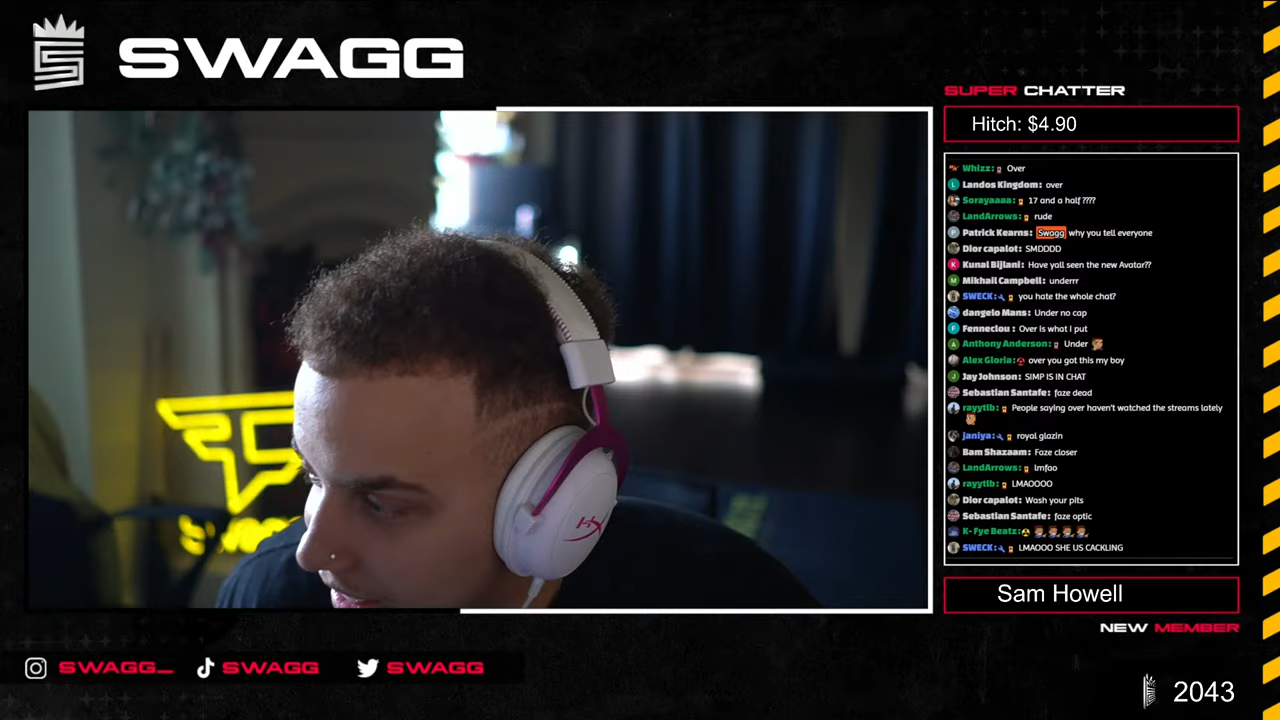 SWAGG
SUPER CHATTER
Hitch: $4.90
Whizz: Over
L Landos Kingdom: over
Sorayaaaa: 17 and a half ????
LandArrows: rude
P Patrick Kearns: Swagg why you tell everyone
Dior capalot: SMDDDD
K Kunal Bijlani: Have yall seen the new Avatar??
M Mikhail Campbell: underrr
SWECK: you hate the whole chat?
dangelo Mans: Under no cap
F Fenneclou: Over is what I put
A Anthony Anderson: Under
Alex Gloria: over you got this my boy
J Jay Johnson: SIMP IS IN CHAT
Sebastian Santafe: faze dead
rayytlb: People saying over haven't watched the streams lately
janiya: royal glazin
Bam Shazaam: Faze closer
LandArrows: lmfao
rayytlb: LMAOOOO
Dior capalot: Wash your pits
Sebastian Santafe: faze optic
K-Fye Beatz:
SWECK: LMAOOO SHE US CACKLING
HX
Sam Howell
NEW MEMBER
SWAGG_
SWAGG
SWAGG
2043